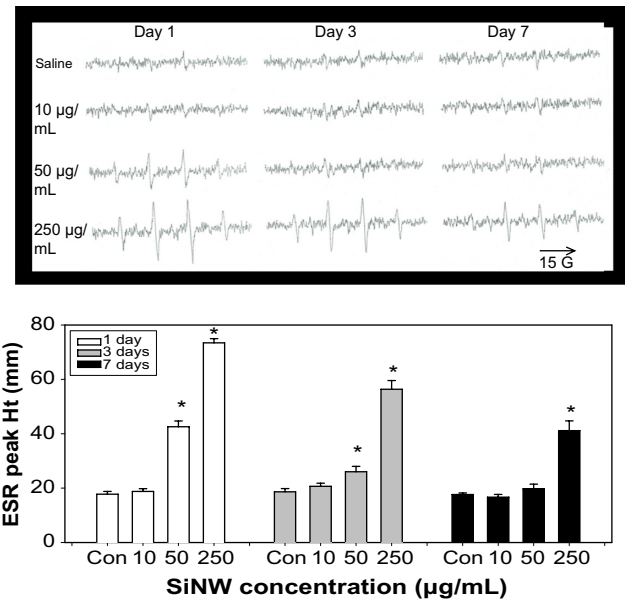 Day 1 Day 3 Day 7
Saline
10 µg/
mL
50 µg/
mL
250 µg/
mL
15 G
80
60
40
20
0
ESR peak Ht (mm)
1 day
3 days
7 days
* * * * *
Con 10 50 250 Con 10 50 250 Con 10 50 250
SiNW concentration (µg/mL)